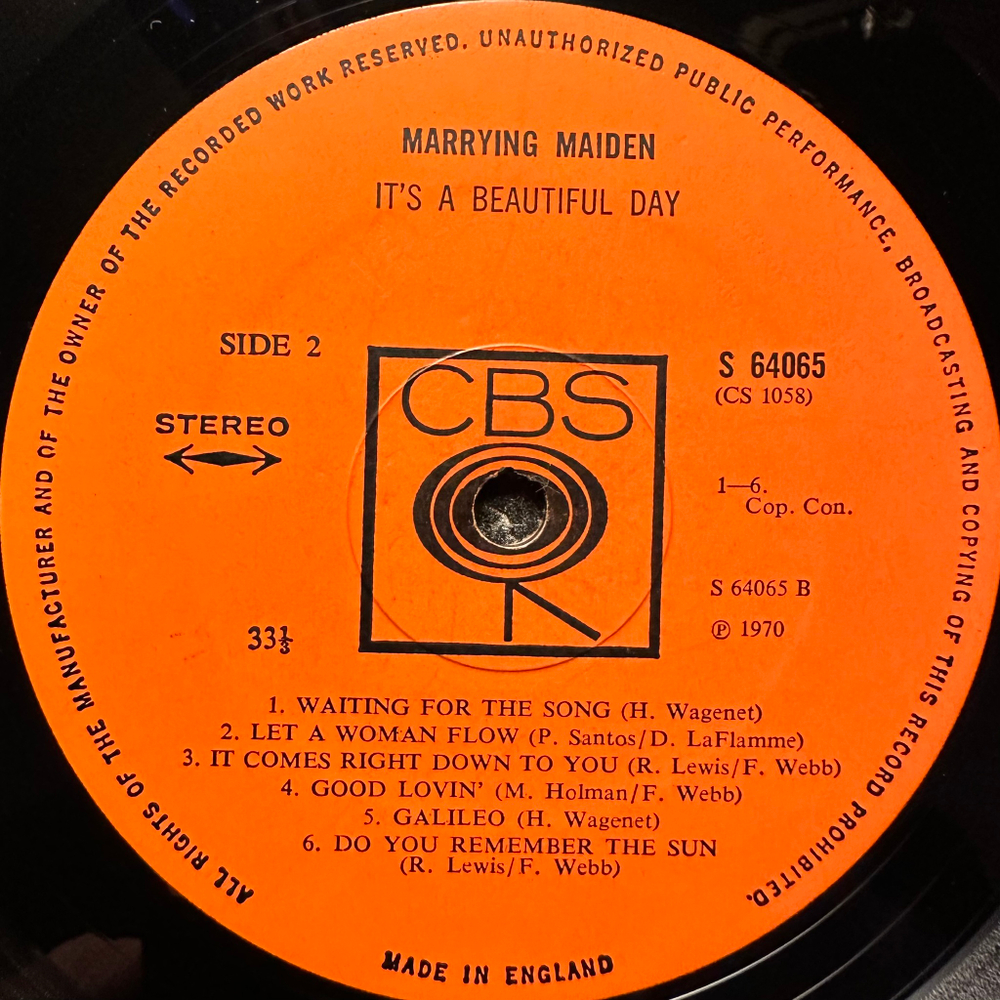 ALL RIGHTS OF THE MANUFACTURER AND OF THE OWNER OF THE RECORDED WORK RESERVED. UNAUTHORIZED PUBLIC PERFORMANCE, BROADCASTING AND COPYING OF THIS RECORD PROHIBITED.
MARRYING MAIDEN
IT'S A BEAUTIFUL DAY
SIDE 2
STEREO
33⅓
CBS
S 64065
(CS 1058)
1—6.
Cop. Con.
S 64065 B
℗ 1970
1. WAITING FOR THE SONG (H. Wagenet)
2. LET A WOMAN FLOW (P. Santos/D. LaFlamme)
3. IT COMES RIGHT DOWN TO YOU (R. Lewis/F. Webb)
4. GOOD LOVIN' (M. Holman/F. Webb)
5. GALILEO (H. Wagenet)
6. DO YOU REMEMBER THE SUN
(R. Lewis/F. Webb)
MADE IN ENGLAND